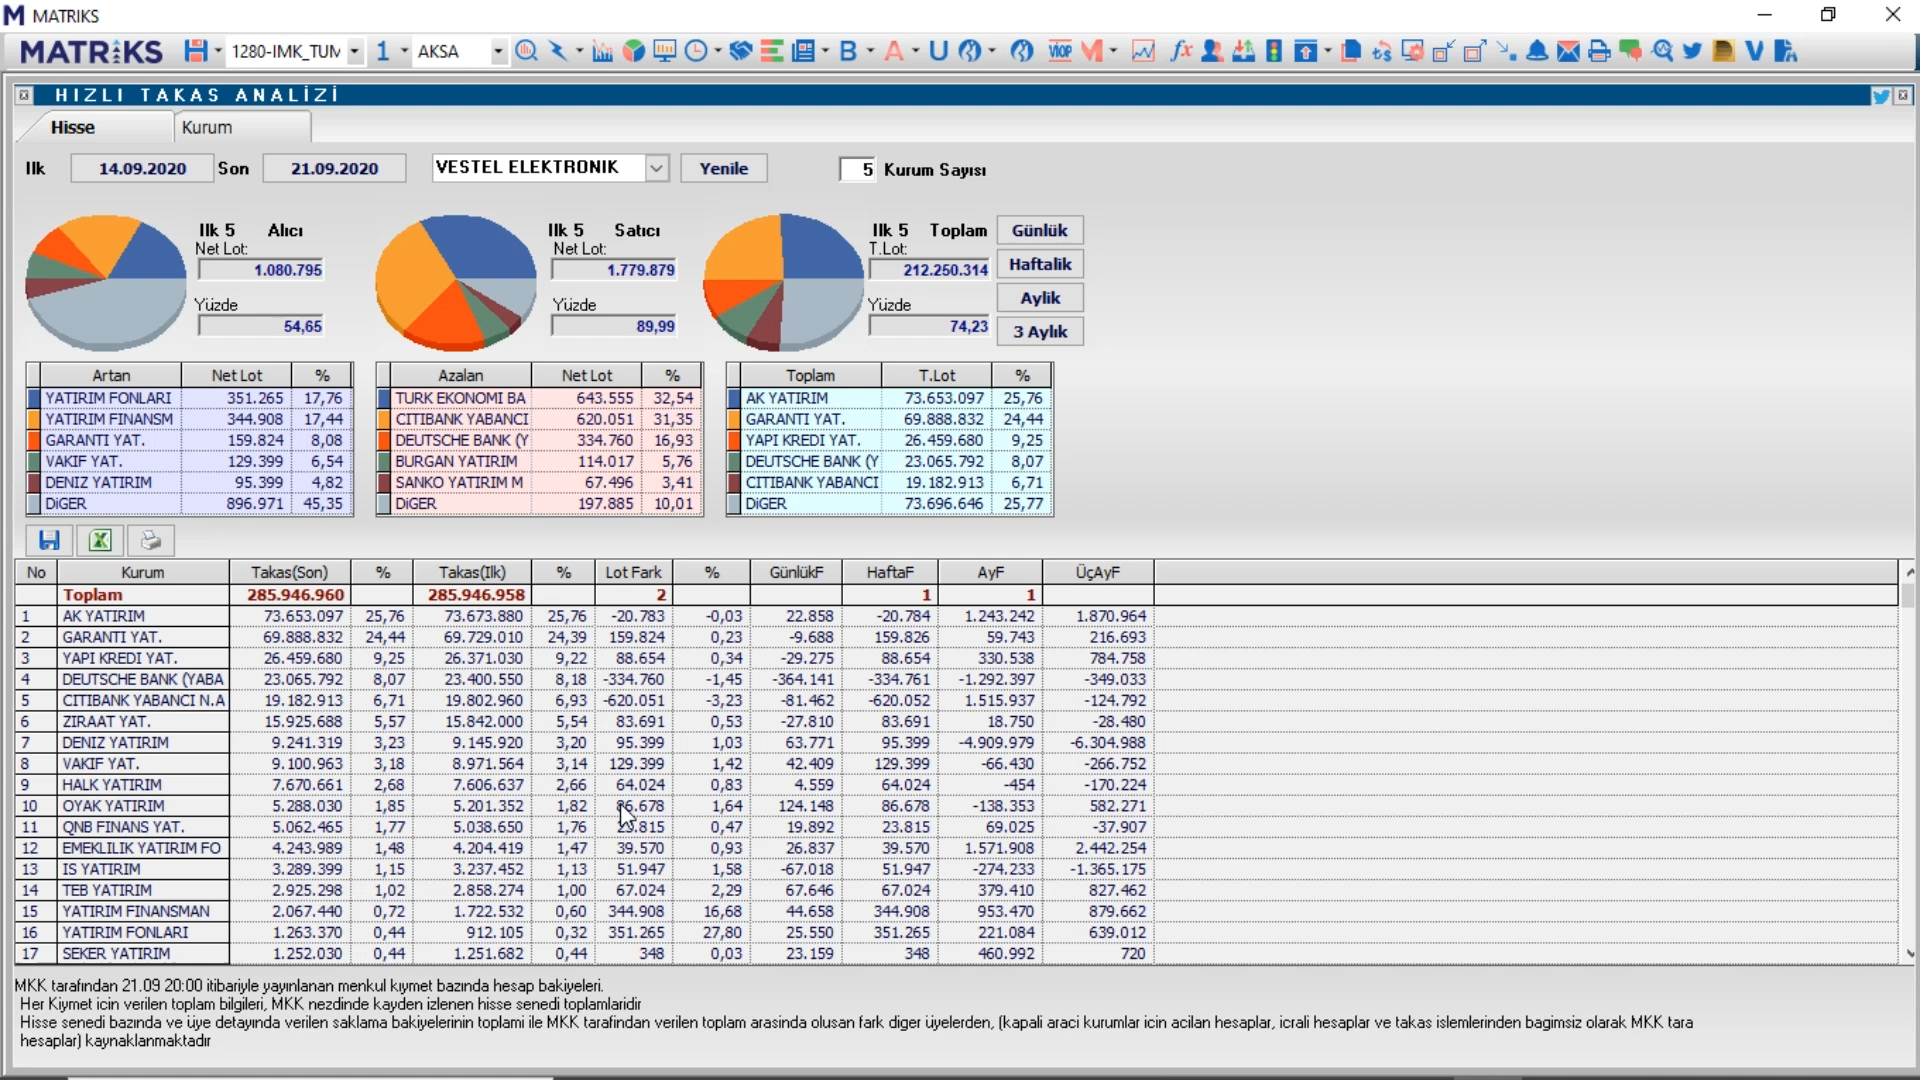 MATRIKS
MATRIKS 1280-IMK_TUM 1 AKSA B A U VIOP M fx V
HIZLI TAKAS ANALİZİ
Hisse Kurum
Ilk 14.09.2020 Son 21.09.2020 VESTEL ELEKTRONIK Yenile 5 Kurum Sayısı
Ilk 5 Alıcı Ilk 5 Satıcı Ilk 5 Toplam Günlük
Net Lot: Net Lot: T.Lot:
1.080.795 1.779.879 212.250.314 Haftalik
Yüzde Yüzde Yüzde Aylik
54,65 89,99 74,23 3 Aylık
Artan Net Lot % Azalan Net Lot % Toplam T.Lot %
YATIRIM FONLARI 351.265 17,76 TURK EKONOMI BA 643.555 32,54 AK YATIRIM 73.653.097 25,76
YATIRIM FINANSM 344.908 17,44 CITIBANK YABANCI 620.051 31,35 GARANTI YAT. 69.888.832 24,44
GARANTI YAT. 159.824 8,08 DEUTSCHE BANK (Y 334.760 16,93 YAPI KREDI YAT. 26.459.680 9,25
VAKIF YAT. 129.399 6,54 BURGAN YATIRIM 114.017 5,76 DEUTSCHE BANK (Y 23.065.792 8,07
DENIZ YATIRIM 95.399 4,82 SANKO YATIRIM M 67.496 3,41 CITIBANK YABANCI 19.182.913 6,71
DiGER 896.971 45,35 DiGER 197.885 10,01 DiGER 73.696.646 25,77
No Kurum Takas(Son) % Takas(Ilk) % Lot Fark % GünlükF HaftaF AyF ÜçAyF
Toplam 285.946.960 285.946.958 2 1 1
1 AK YATIRIM 73.653.097 25,76 73.673.880 25,76 -20.783 -0,03 22.858 -20.784 1.243.242 1.870.964
2 GARANTI YAT. 69.888.832 24,44 69.729.010 24,39 159.824 0,23 -9.688 159.826 59.743 216.693
3 YAPI KREDI YAT. 26.459.680 9,25 26.371.030 9,22 88.654 0,34 -29.275 88.654 330.538 784.758
4 DEUTSCHE BANK (YABA 23.065.792 8,07 23.400.550 8,18 -334.760 -1,45 -364.141 -334.761 -1.292.397 -349.033
5 CITIBANK YABANCI N.A 19.182.913 6,71 19.802.960 6,93 -620.051 -3,23 -81.462 -620.052 1.515.937 -124.792
6 ZIRAAT YAT. 15.925.688 5,57 15.842.000 5,54 83.691 0,53 -27.810 83.691 18.750 -28.480
7 DENIZ YATIRIM 9.241.319 3,23 9.145.920 3,20 95.399 1,03 63.771 95.399 -4.909.979 -6.304.988
8 VAKIF YAT. 9.100.963 3,18 8.971.564 3,14 129.399 1,42 42.409 129.399 -66.430 -266.752
9 HALK YATIRIM 7.670.661 2,68 7.606.637 2,66 64.024 0,83 4.559 64.024 -454 -170.224
10 OYAK YATIRIM 5.288.030 1,85 5.201.352 1,82 86.678 1,64 124.148 86.678 -138.353 582.271
11 QNB FINANS YAT. 5.062.465 1,77 5.038.650 1,76 23.815 0,47 19.892 23.815 69.025 -37.907
12 EMEKLILIK YATIRIM FO 4.243.989 1,48 4.204.419 1,47 39.570 0,93 26.837 39.570 1.571.908 2.442.254
13 IS YATIRIM 3.289.399 1,15 3.237.452 1,13 51.947 1,58 -67.018 51.947 -274.233 -1.365.175
14 TEB YATIRIM 2.925.298 1,02 2.858.274 1,00 67.024 2,29 67.646 67.024 379.410 827.462
15 YATIRIM FINANSMAN 2.067.440 0,72 1.722.532 0,60 344.908 16,68 44.658 344.908 953.470 879.662
16 YATIRIM FONLARI 1.263.370 0,44 912.105 0,32 351.265 27,80 25.550 351.265 221.084 639.012
17 SEKER YATIRIM 1.252.030 0,44 1.251.682 0,44 348 0,03 23.159 348 460.992 720
MKK tarafından 21.09 20:00 itibariyle yayınlanan menkul kıymet bazında hesap bakiyeleri.
Her Kiymet icin verilen toplam bilgileri, MKK nezdinde kayden izlenen hisse senedi toplamlaridir
Hisse senedi bazında ve üye detayında verilen saklama bakiyelerinin toplami ile MKK tarafından verilen toplam arasinda olusan fark diger üyelerden, (kapali araci kurumlar icin acilan hesaplar, icrali hesaplar ve takas islemlerinden bagimsiz olarak MKK tara
hesaplar) kaynaklanmaktadır